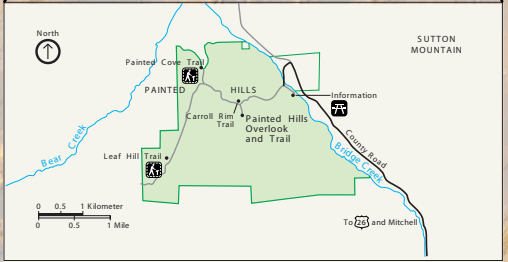 North
SUTTON
MOUNTAIN
Painted Cove Trail
PAINTED HILLS
Information
Carroll Rim
Trail
Painted Hills
Overlook
and Trail
County Road
Bridge Creek
Bear Creek
Leaf Hill Trail
0 0.5 1 Kilometer
0 0.5 1 Mile
To 26 and Mitchell